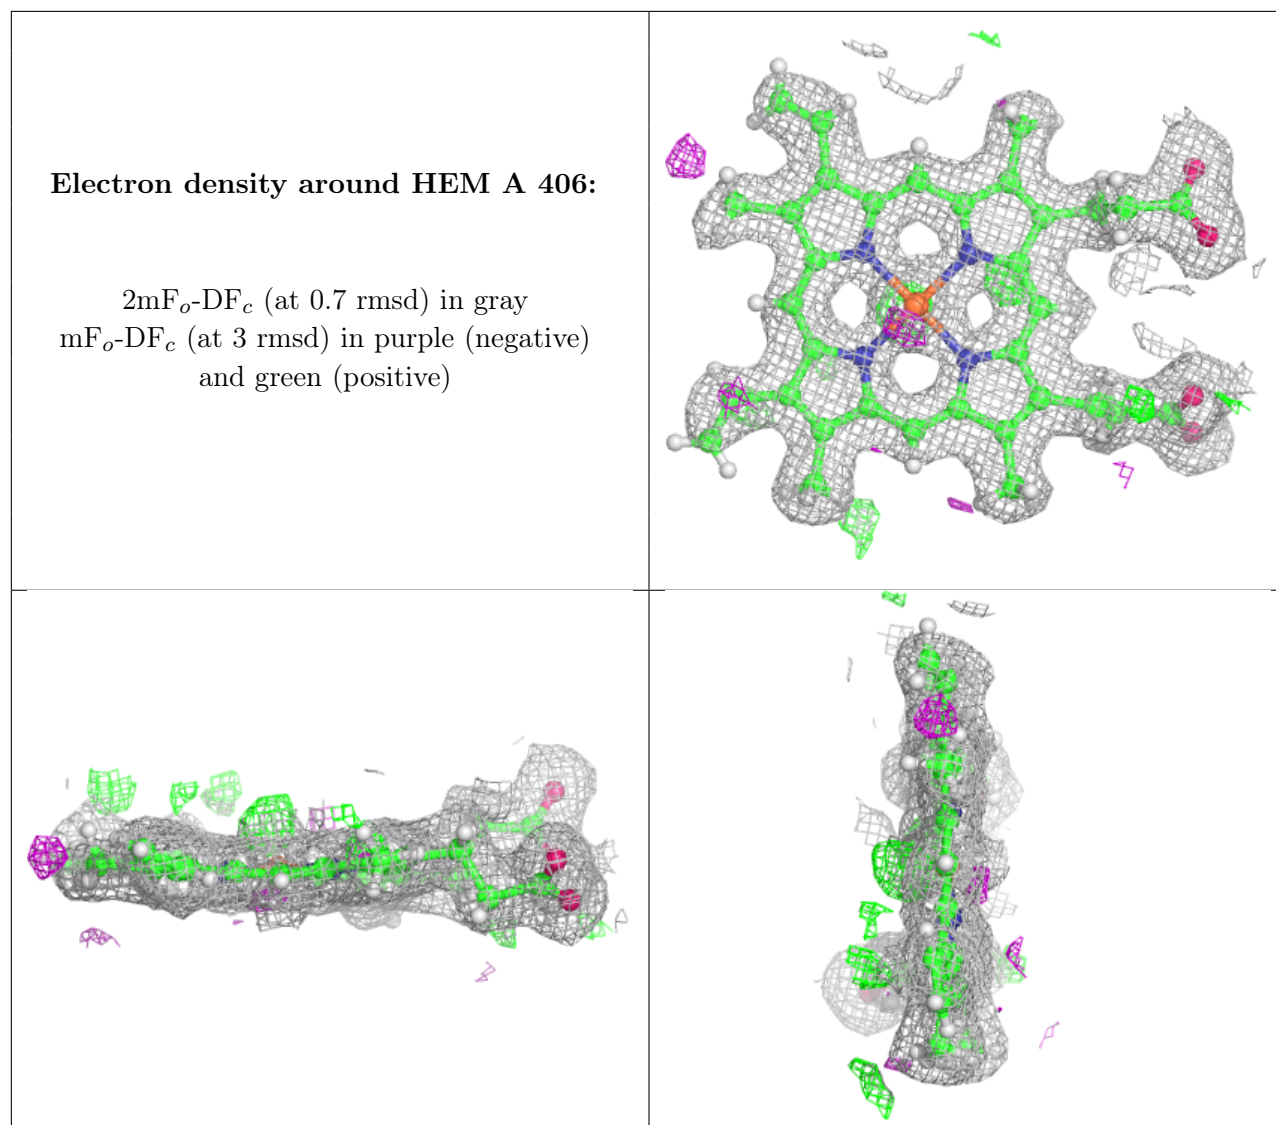 Electron density around HEM A 406:
2mFo-DFc (at 0.7 rmsd) in gray
mFo-DFc (at 3 rmsd) in purple (negative)
and green (positive)